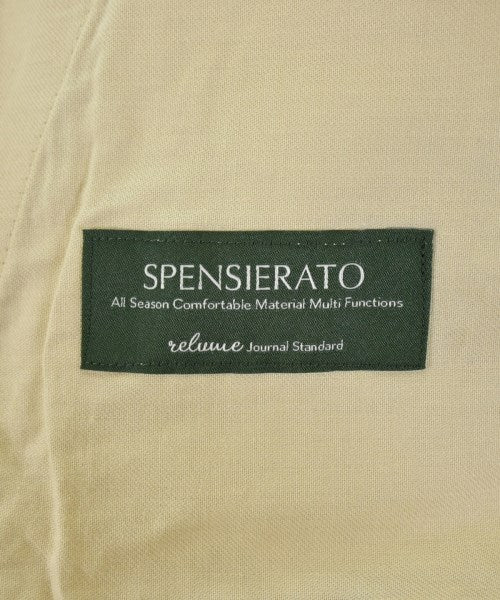 SPENSIERATO
All Season Comfortable Material Multi Functions
relume Journal Standard